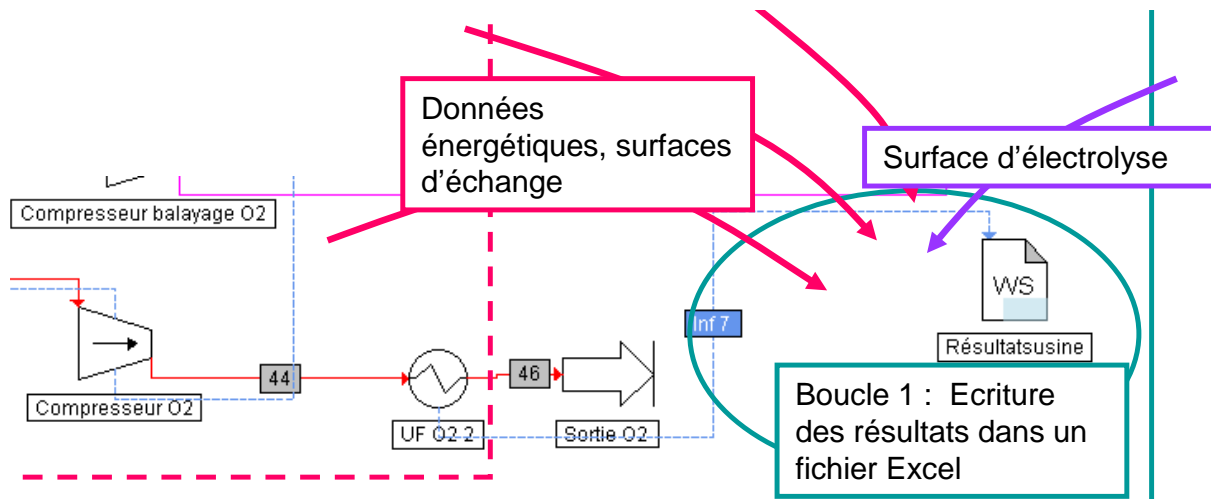 Données
énergétiques, surfaces
d'échange
Surface d'électrolyse
Compresseur balayage O2
Inf 7
WS
Résultatsusine
44
46
Compresseur O2
UF O2 2
Sortie O2
Boucle 1 :  Ecriture
des résultats dans un
fichier Excel